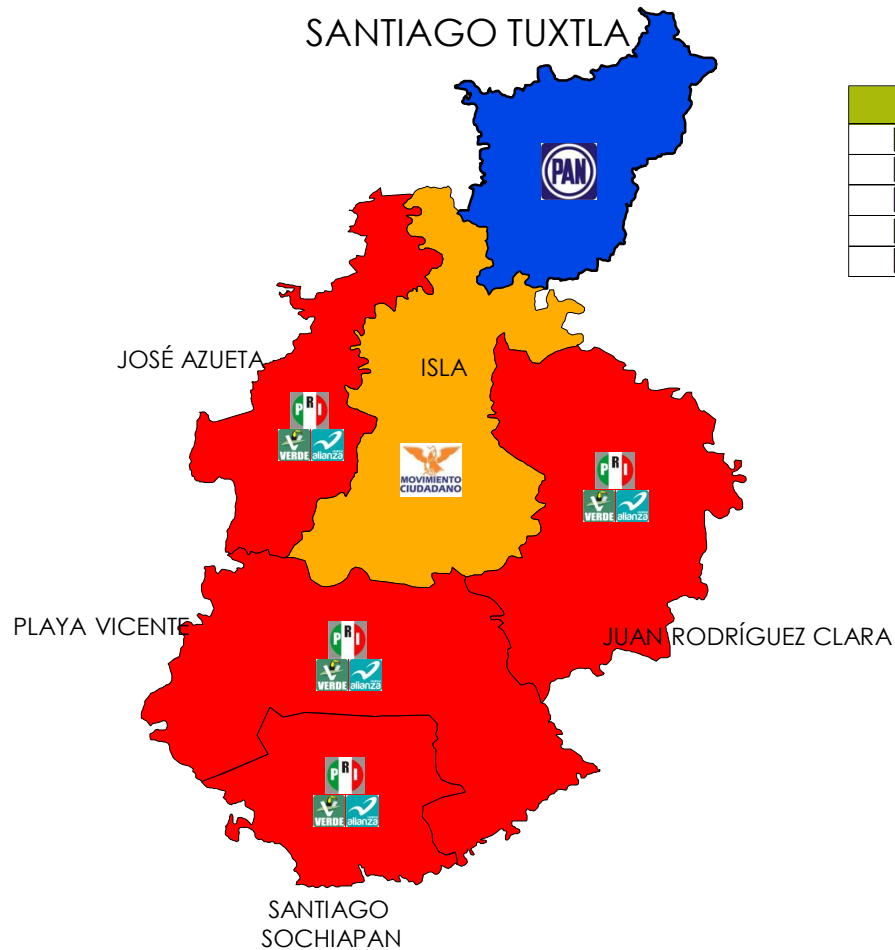 SANTIAGO TUXTLA
PAN
JOSÉ AZUETA
ISLA
PRI
VERDE alianza
MOVIMIENTO
CIUDADANO
PRI
VERDE alianza
PLAYA VICENTE
PRI
VERDE alianza
JUAN RODRÍGUEZ CLARA
PRI
VERDE alianza
SANTIAGO
SOCHIAPAN